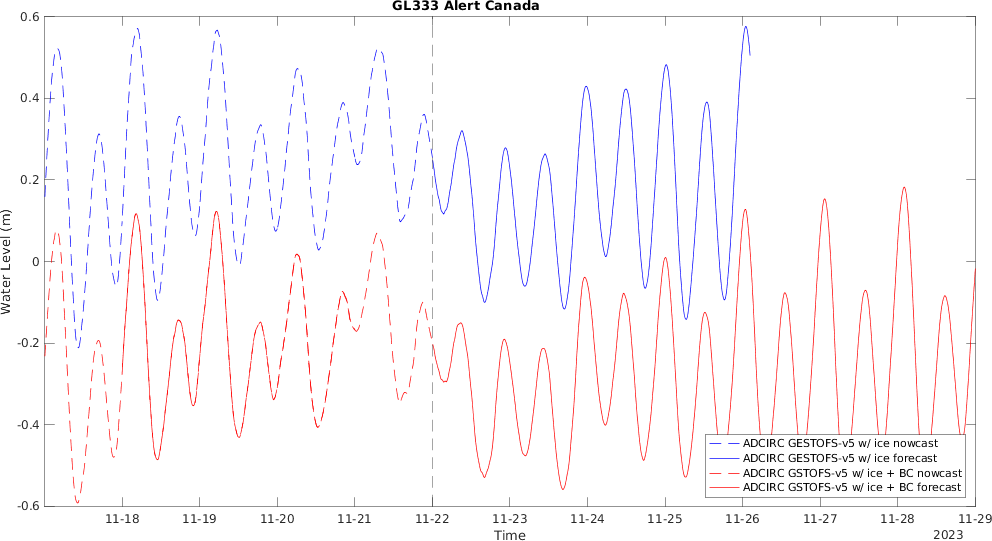 GL333 Alert Canada
Water Level (m)
0.6
0.4
0.2
0
-0.2
-0.4
-0.6
ADCIRC GESTOFS-v5 w/ ice nowcast
ADCIRC GESTOFS-v5 w/ ice forecast
ADCIRC GSTOFS-v5 w/ ice + BC nowcast
ADCIRC GSTOFS-v5 w/ ice + BC forecast
11-18 11-19 11-20 11-21 11-22 11-23 11-24 11-25 11-26 11-27 11-28 11-29
Time
2023